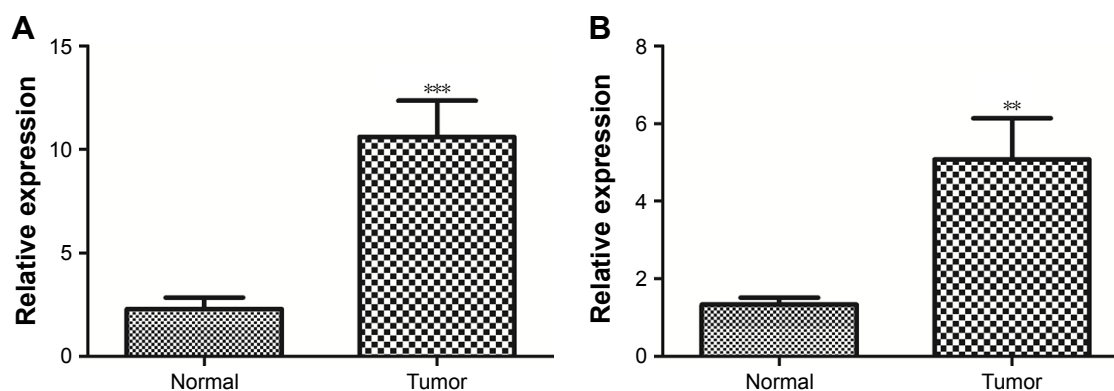 A
Relative expression
15
10
5
0
***
Normal
Tumor
B
Relative expression
8
6
4
2
0
**
Normal
Tumor